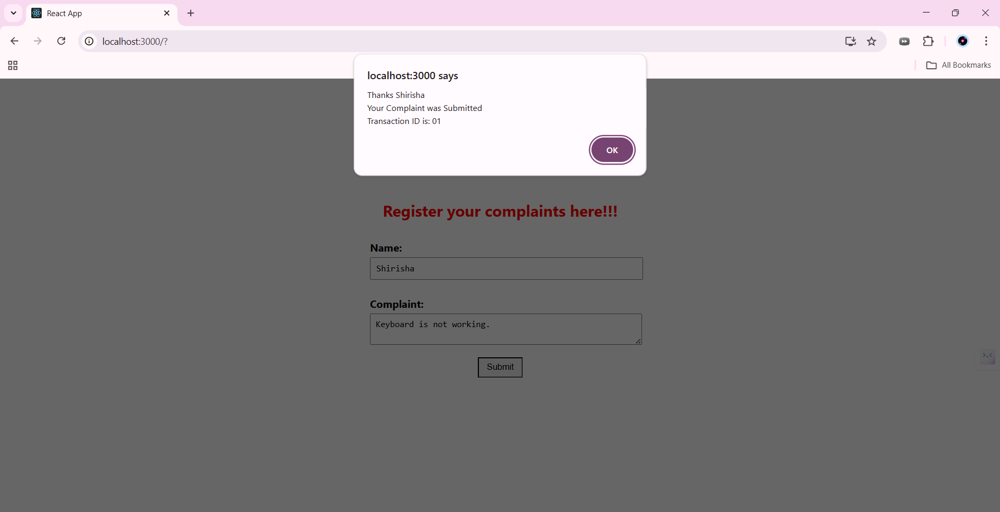 React App
localhost:3000/?
All Bookmarks
localhost:3000 says
Thanks Shirisha
Your Complaint was Submitted
Transaction ID is: 01
OK
Register your complaints here!!!
Name:
Shirisha
Complaint:
Keyboard is not working.
Submit